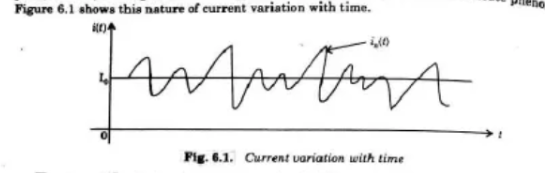 Figure 6.1 shows this nature of current variation with time.
i(t)
iₙ(t)
I₀
0
t
Fig. 6.1. Current variation with time